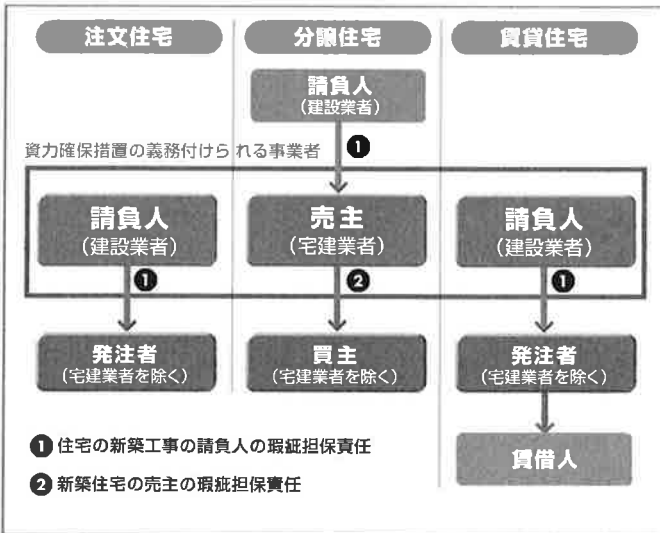 注文住宅
分譲住宅
賃貸住宅
請負人
(建設業者)
❶
資力確保措置の義務付けられる事業者
請負人
(建設業者)
売主
(宅建業者)
請負人
(建設業者)
❶
❷
❶
発注者
(宅建業者を除く)
買主
(宅建業者を除く)
発注者
(宅建業者を除く)
❶ 住宅の新築工事の請負人の瑕疵担保責任
❷ 新築住宅の売主の瑕疵担保責任
賃借人